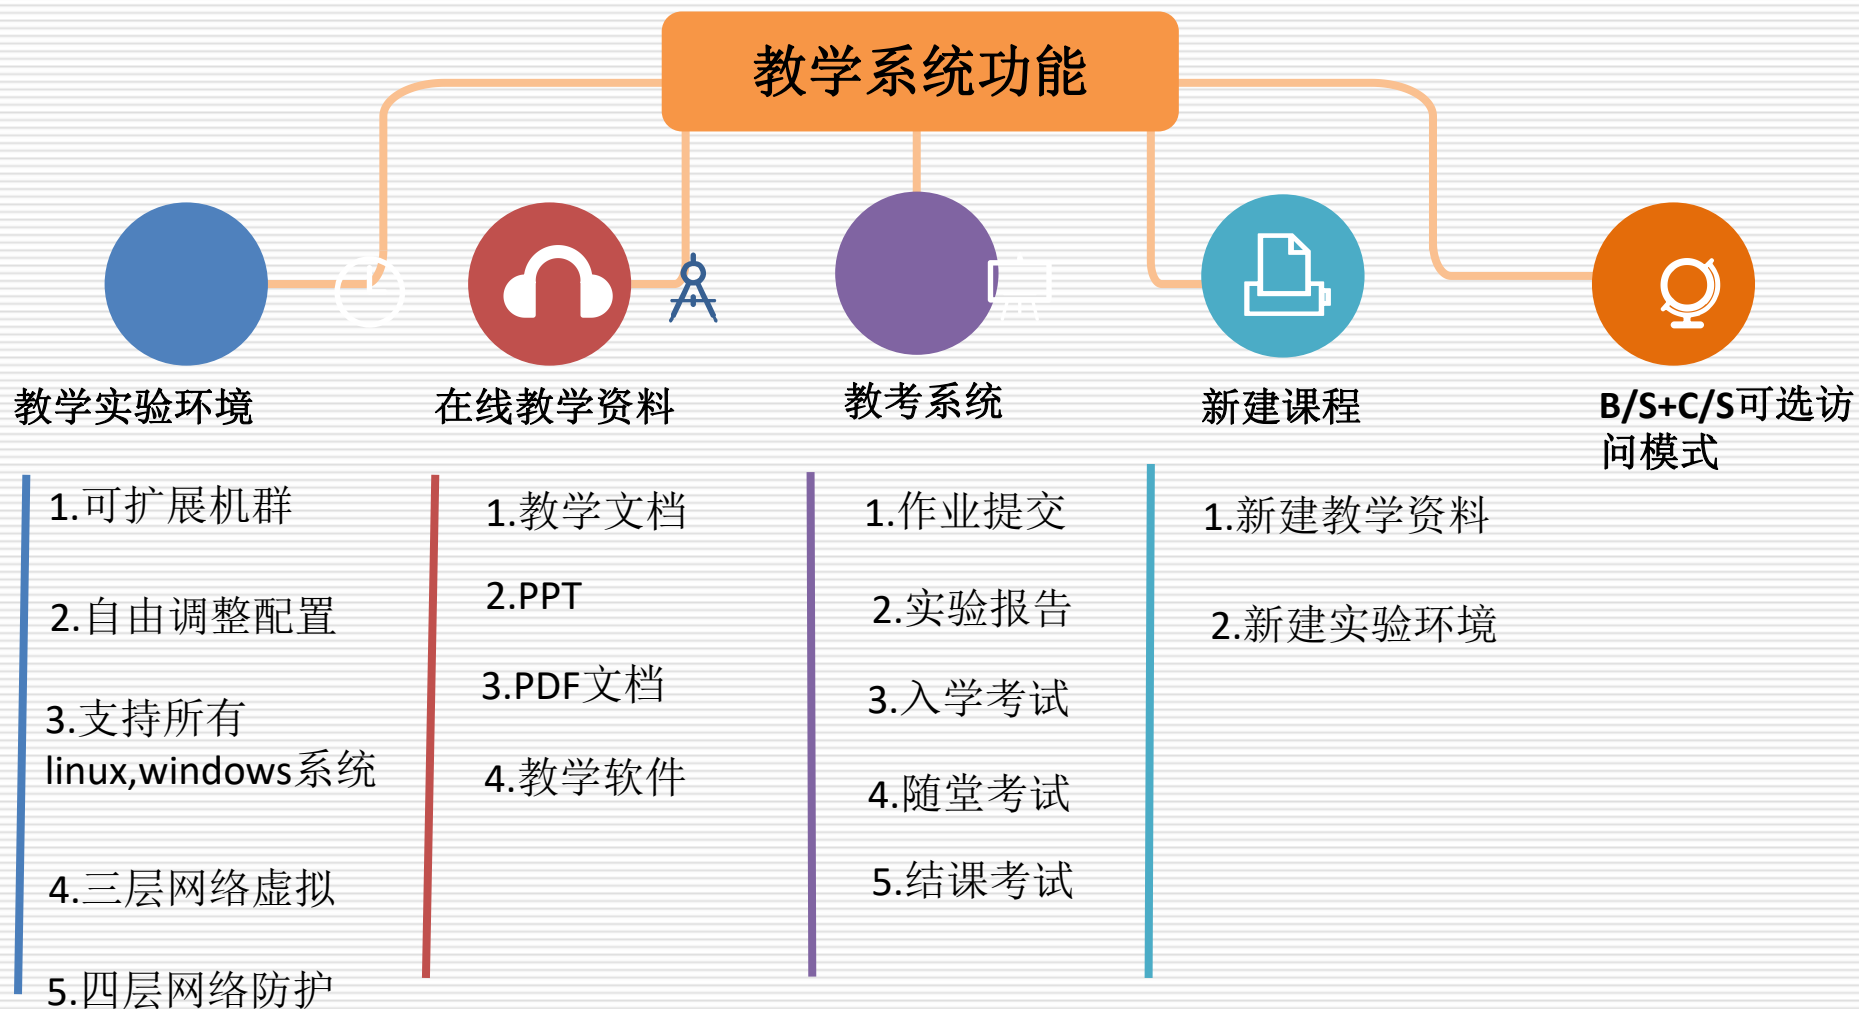 教学系统功能
教学实验环境
1.可扩展机群
2.自由调整配置
3.支持所有
linux,windows系统
4.三层网络虚拟
5.四层网络防护
在线教学资料
1.教学文档
2.PPT
3.PDF文档
4.教学软件
教考系统
1.作业提交
2.实验报告
3.入学考试
4.随堂考试
5.结课考试
新建课程
1.新建教学资料
2.新建实验环境
B/S+C/S可选访
问模式